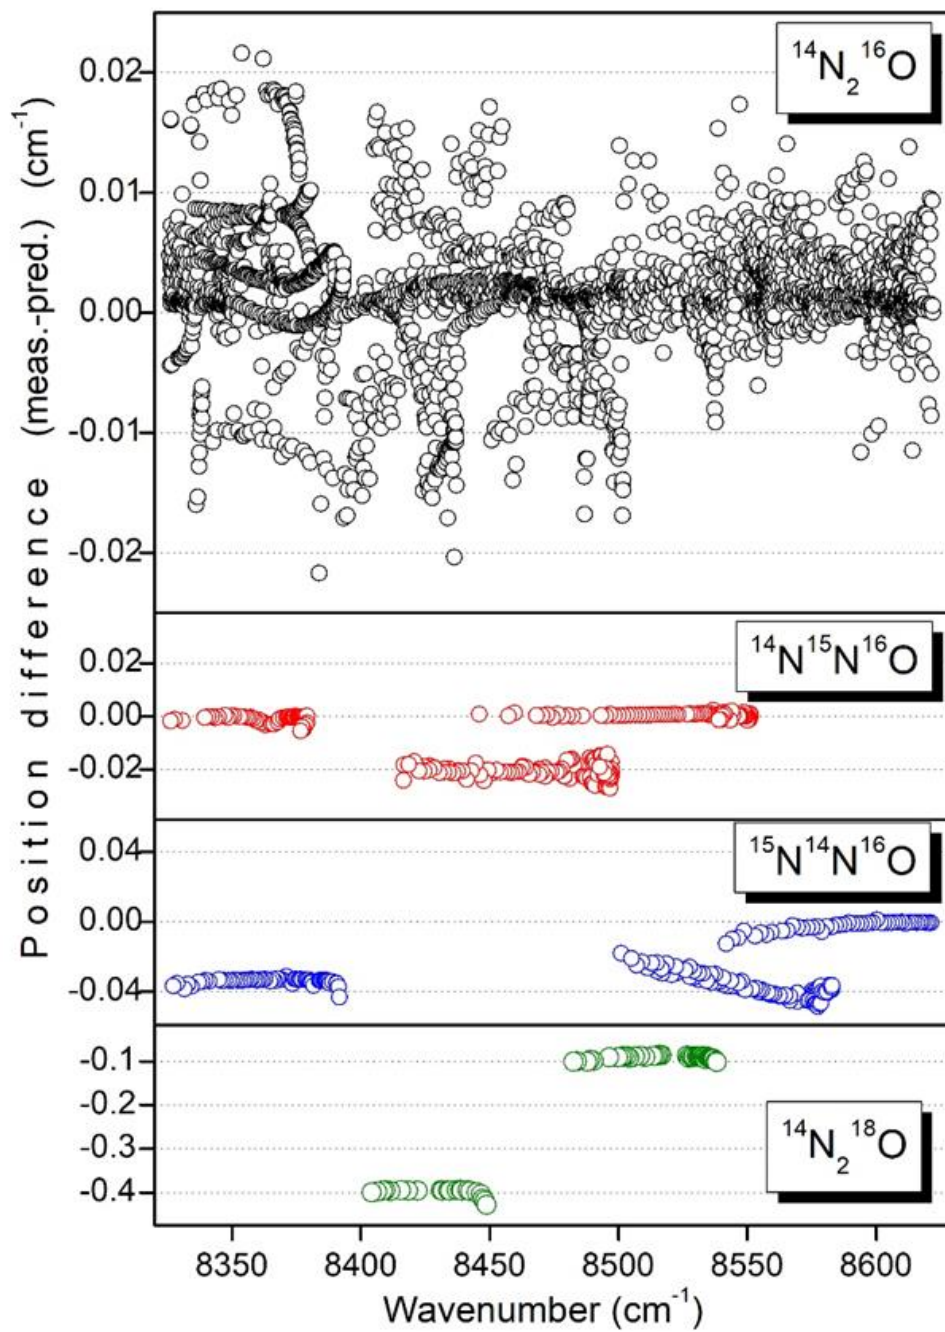 Position difference (meas.-pred.) (cm⁻¹)
¹⁴N₂¹⁶O
0.02
0.01
0.00
-0.01
-0.02
¹⁴N¹⁵N¹⁶O
0.02
0.00
-0.02
¹⁵N¹⁴N¹⁶O
0.04
0.00
-0.04
¹⁴N₂¹⁸O
-0.1
-0.2
-0.3
-0.4
8350 8400 8450 8500 8550 8600
Wavenumber (cm⁻¹)